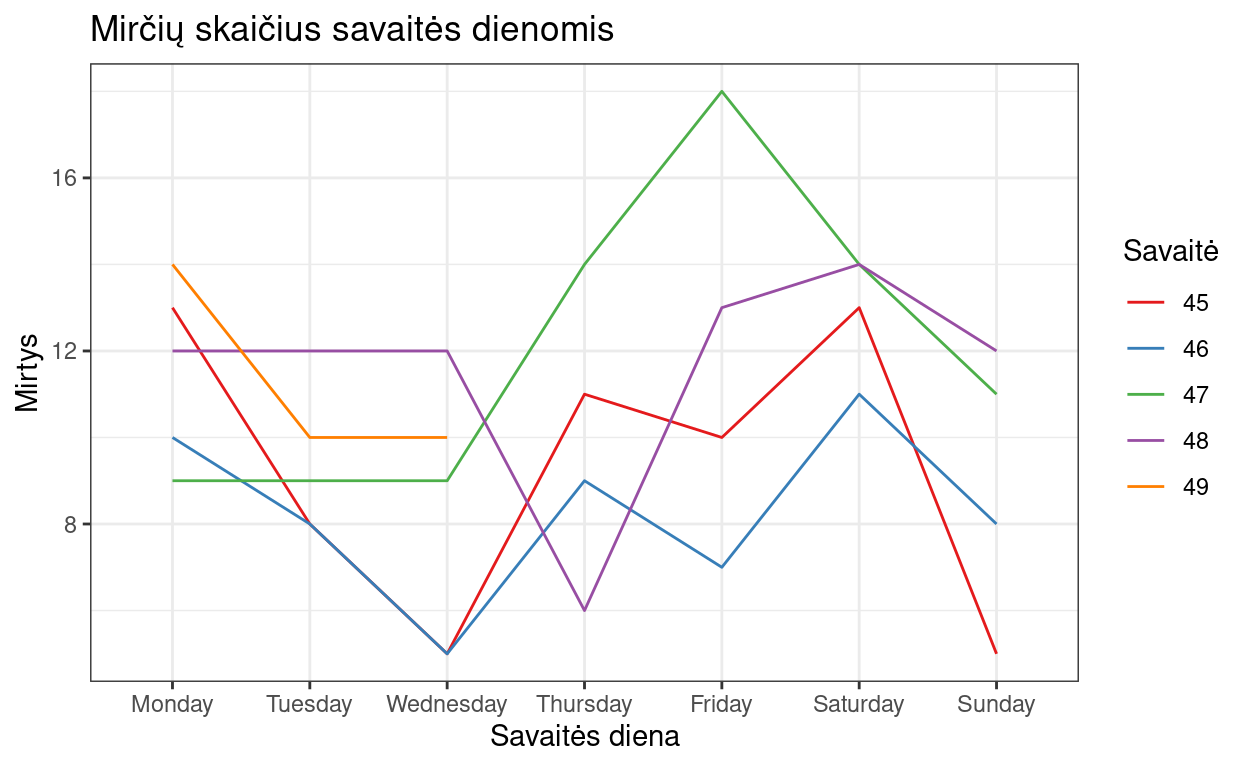 Mirčių skaičius savaitės dienomis
Mirtys
16
12
8
Monday Tuesday Wednesday Thursday Friday Saturday Sunday
Savaitės diena
Savaitė
45
46
47
48
49